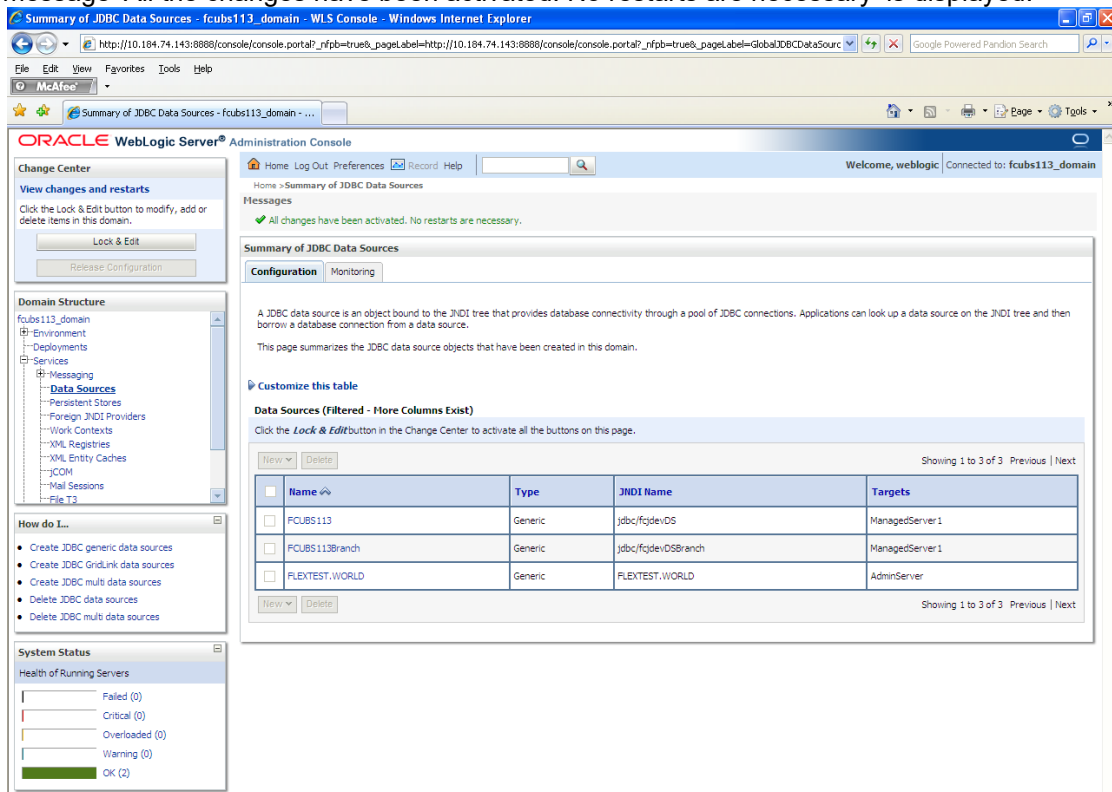 message 'All the changes have been activated. No restarts are necessary' is displayed.
Summary of JDBC Data Sources - fcubs113_domain - WLS Console - Windows Internet Explorer
http://10.184.74.143:8888/console/console.portal?_nfpb=true&_pageLabel=http://10.184.74.143:8888/console/console.portal?_nfpb=true&_pageLabel=GlobalJDBCDataSourc
Google Powered Pandion Search
File Edit View Favorites Tools Help
McAfee
Summary of JDBC Data Sources - fcubs113_domain - ...
Page Tools
ORACLE WebLogic Server® Administration Console
Change Center
View changes and restarts
Click the Lock & Edit button to modify, add or
delete items in this domain.
Lock & Edit
Release Configuration
Domain Structure
fcubs113_domain
Environment
Deployments
Services
Messaging
Data Sources
Persistent Stores
Foreign JNDI Providers
Work Contexts
XML Registries
XML Entity Caches
jCOM
Mail Sessions
File T3
How do I...
Create JDBC generic data sources
Create JDBC GridLink data sources
Create JDBC multi data sources
Delete JDBC data sources
Delete JDBC multi data sources
System Status
Health of Running Servers
Failed (0)
Critical (0)
Overloaded (0)
Warning (0)
OK (2)
Home Log Out Preferences Record Help
Welcome, weblogic Connected to: fcubs113_domain
Home >Summary of JDBC Data Sources
Messages
All changes have been activated. No restarts are necessary.
Summary of JDBC Data Sources
Configuration Monitoring
A JDBC data source is an object bound to the JNDI tree that provides database connectivity through a pool of JDBC connections. Applications can look up a data source on the JNDI tree and then
borrow a database connection from a data source.
This page summarizes the JDBC data source objects that have been created in this domain.
Customize this table
Data Sources (Filtered - More Columns Exist)
Click the Lock & Edit button in the Change Center to activate all the buttons on this page.
New Delete Showing 1 to 3 of 3 Previous | Next
Name Type JNDI Name Targets
FCUBS113 Generic jdbc/fcjdevDS ManagedServer1
FCUBS113Branch Generic jdbc/fcjdevDSBranch ManagedServer1
FLEXTEST.WORLD Generic FLEXTEST.WORLD AdminServer
New Delete Showing 1 to 3 of 3 Previous | Next